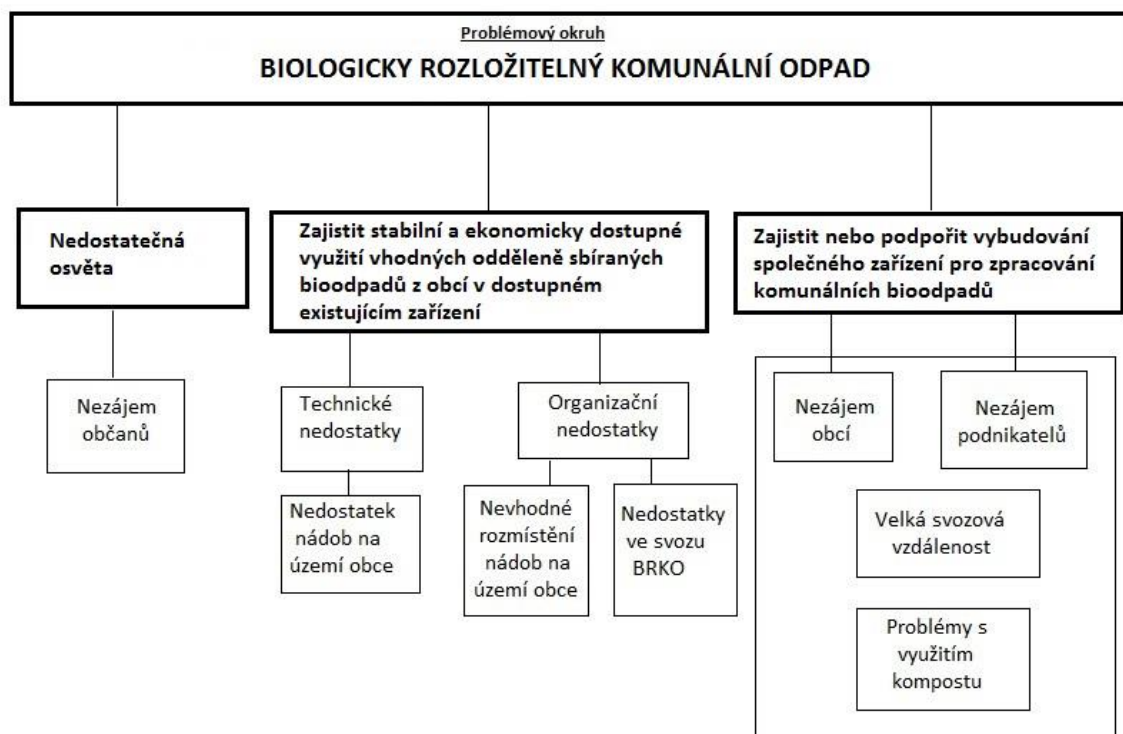 Problémový okruh
BIOLOGICKY ROZLOŽITELNÝ KOMUNÁLNÍ ODPAD
Nedostatečná
osvěta
Zajistit stabilní a ekonomicky dostupné
využití vhodných odděleně sbíraných
bioodpadů z obcí v dostupném
existujícím zařízení
Zajistit nebo podpořit vybudování
společného zařízení pro zpracování
komunálních bioodpadů
Nezájem
občanů
Technické
nedostatky
Organizační
nedostatky
Nezájem
obcí
Nezájem
podnikatelů
Nedostatek
nádob na
území obce
Nevhodné
rozmístění
nádob na
území obce
Nedostatky
ve svozu
BRKO
Velká svozová
vzdálenost
Problémy s
využitím
kompostu